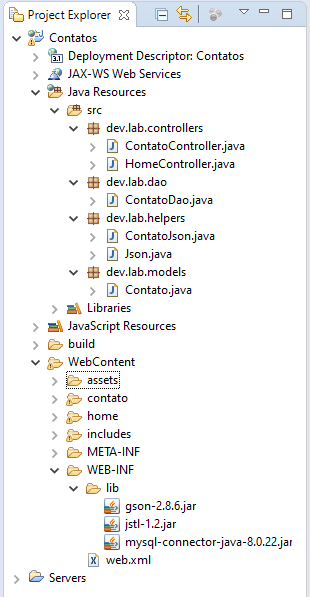 Project Explorer
Contatos
3.1 Deployment Descriptor: Contatos
JAX-WS Web Services
Java Resources
src
dev.lab.controllers
J ContatoController.java
J HomeController.java
dev.lab.dao
J ContatoDao.java
dev.lab.helpers
J ContatoJson.java
J Json.java
dev.lab.models
J Contato.java
Libraries
JavaScript Resources
build
WebContent
assets
contato
home
includes
META-INF
WEB-INF
lib
gson-2.8.6.jar
jstl-1.2.jar
mysql-connector-java-8.0.22.jar
X web.xml
Servers